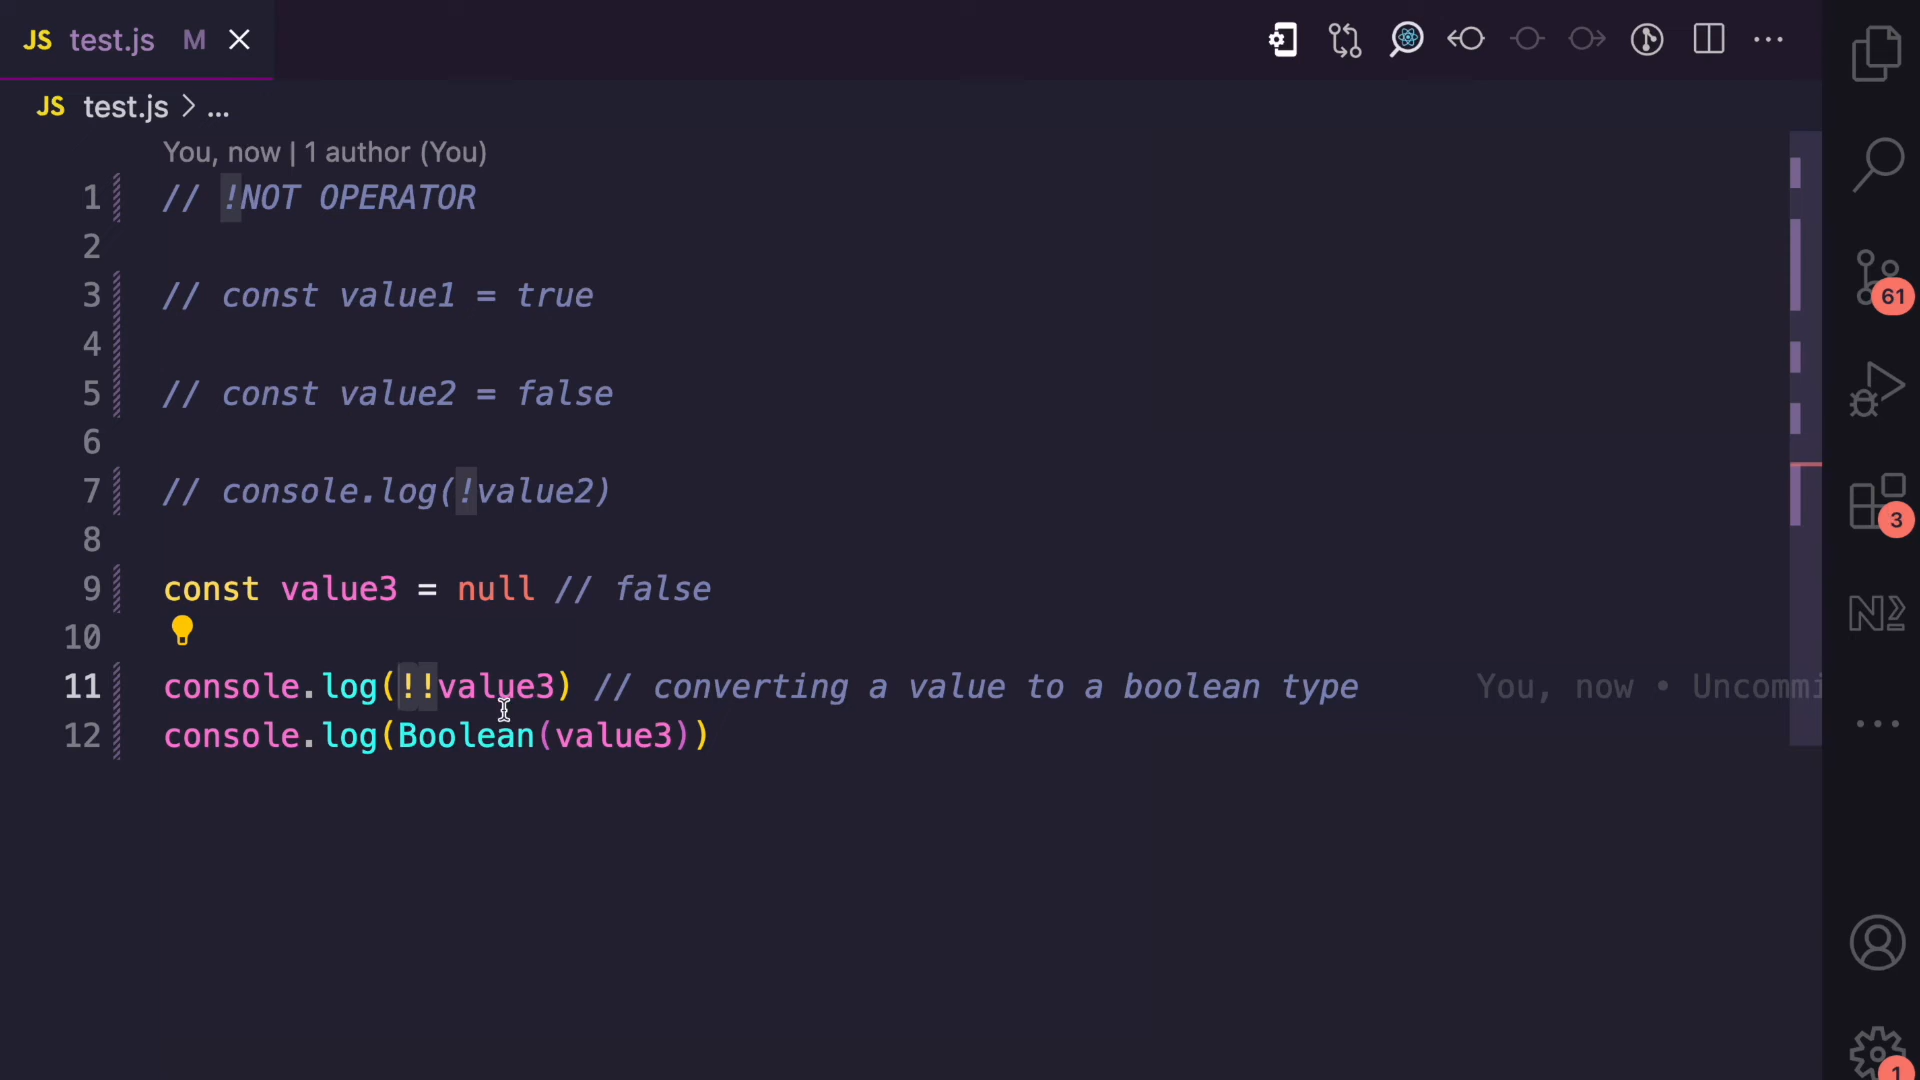 JS test.js M
JS test.js > ...
You, now | 1 author (You)
1 // !NOT OPERATOR
2
3 // const value1 = true
4
5 // const value2 = false
6
7 // console.log(!value2)
8
9 const value3 = null // false
10
11 console.log(!!value3) // converting a value to a boolean type You, now • Uncommi
12 console.log(Boolean(value3))
61
3
1